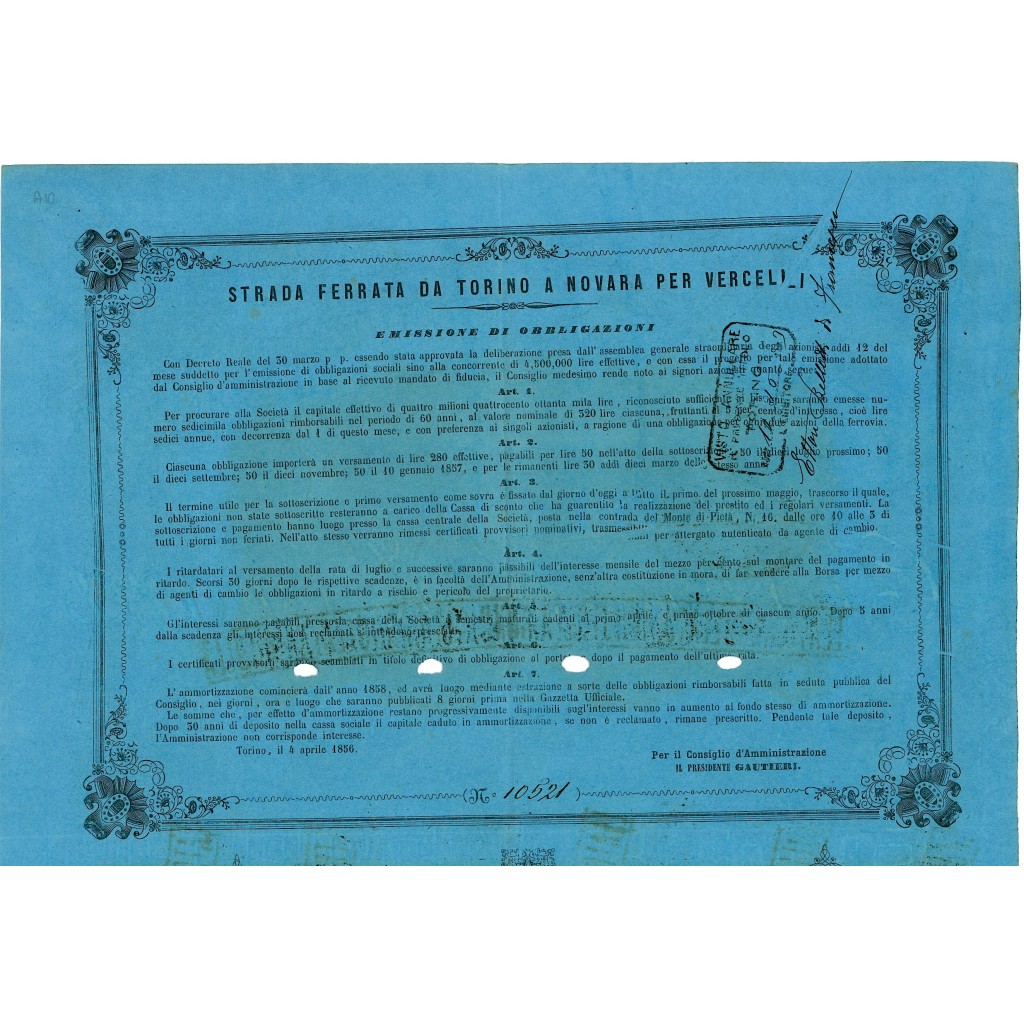 A10
STRADA FERRATA DA TORINO A NOVARA PER VERCELLI
EMISSIONE DI OBBLIGAZIONI
Con Decreto Reale del 30 marzo p p. essendo stata approvata la deliberazione presa dall'assemblea generale straordinaria degli azionisti addì 12 del
mese suddetto per l'emissione di obbligazioni sociali sino alla concorrente di 4,500,000 lire effettive, e con essa il progetto per tale emissione adottato
dal Consiglio d'amministrazione in base al ricevuto mandato di fiducia, il Consiglio medesimo rende noto ai signori azionisti quanto segue
Art. 1.
Per procurare alla Società il capitale effettivo di quattro milioni quattrocento ottanta mila lire, riconosciuto sufficiente ai bisogni, saranno emesse nu-
mero sedicimila obbligazioni rimborsabili nel periodo di 60 anni, al valore nominale di 320 lire ciascuna, fruttanti il 5 per cento d'interesse, cioè lire
sedici annue, con decorrenza dal 1 di questo mese, e con preferenza ai singoli azionisti, a ragione di una obbligazione per ogni due azioni della ferrovia.
Art. 2.
Ciascuna obbligazione importerà un versamento di lire 280 effettive, pagabili per lire 50 nell'atto della sottoscrizione; 50 il dieci luglio prossimo; 50
il dieci settembre; 50 il dieci novembre; 50 il 10 gennaio 1857, e per le rimanenti lire 30 addì dieci marzo dello stesso anno.
Art. 3.
Il termine utile per la sottoscrizione e primo versamento come sovra è fissato dal giorno d'oggi a tutto il primo del prossimo maggio, trascorso il quale,
le obbligazioni non state sottoscritte resteranno a carico della Cassa di sconto che ha guarentito la realizzazione del prestito ed i regolari versamenti. La
sottoscrizione e pagamento hanno luogo presso la cassa centrale della Società, posta nella contrada del Monte di Pietà, N. 16, dalle ore 10 alle 3 di
tutti i giorni non feriati. Nell'atto stesso verranno rimessi certificati provvisori nominativi, per attergato autenticato da agente di cambio.
Art. 4.
I ritardatari al versamento della rata di luglio e successive saranno passibili dell'interesse mensile del mezzo per cento sul montare del pagamento in
ritardo. Scorsi 30 giorni dopo le rispettive scadenze, è in facoltà dell'Amministrazione, senz'altra costituzione in mora, di far vendere alla Borsa per mezzo
di agenti di cambio le obbligazioni in ritardo a rischio e pericolo del proprietario.
Art. 5.
Gl'interessi saranno pagabili presso la cassa della Società a semestri maturati cadenti al primo aprile, e primo ottobre di ciascun anno. Dopo 5 anni
dalla scadenza gli interessi non reclamati si intendono prescritti.
Art. 6.
I certificati provvisori saranno scambiati in titolo definitivo di obbligazione al portatore dopo il pagamento dell'ultima rata.
Art. 7.
L'ammortizzazione comincierà dall'anno 1858, ed avrà luogo mediante estrazione a sorte delle obbligazioni rimborsabili fatta in seduta pubblica del
Consiglio, nei giorni, ora e luogo che saranno pubblicati 8 giorni prima nella Gazzetta Ufficiale.
Le somme che, per effetto d'ammortizzazione restano progressivamente disponibili sugl'interessi vanno in aumento al fondo stesso di ammortizzazione.
Dopo 30 anni di deposito nella cassa sociale il capitale caduto in ammortizzazione, se non è reclamato, rimane prescritto. Pendente tale deposito,
l'Amministrazione non corrisponde interesse.
Torino, il 4 aprile 1856.
Per il Consiglio d'Amministrazione
IL PRESIDENTE GAUTIERI.
(N° 10521)
VISTO
TORINO